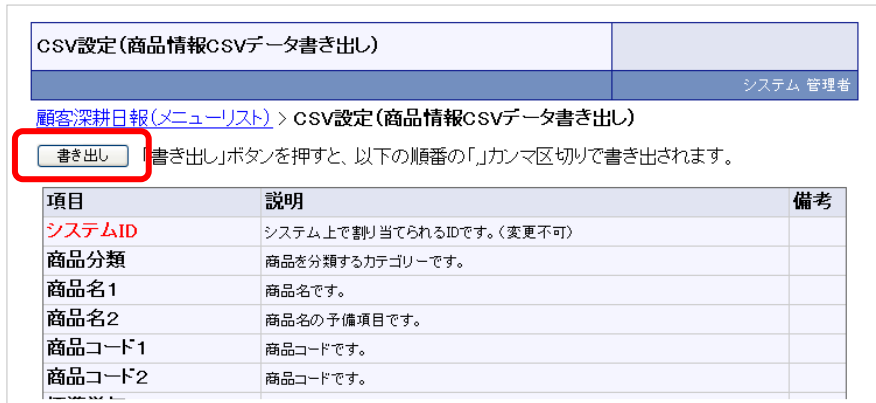 CSV設定(商品情報CSVデータ書き出し)
システム 管理者
顧客深耕日報(メニューリスト) > CSV設定(商品情報CSVデータ書き出し)
書き出し 「書き出し」ボタンを押すと、以下の順番の「,」カンマ区切りで書き出されます。
項目 説明 備考
システムID システム上で割り当てられるIDです。(変更不可)
商品分類 商品を分類するカテゴリーです。
商品名1 商品名です。
商品名2 商品名の予備項目です。
商品コード1 商品コードです。
商品コード2 商品コードです。